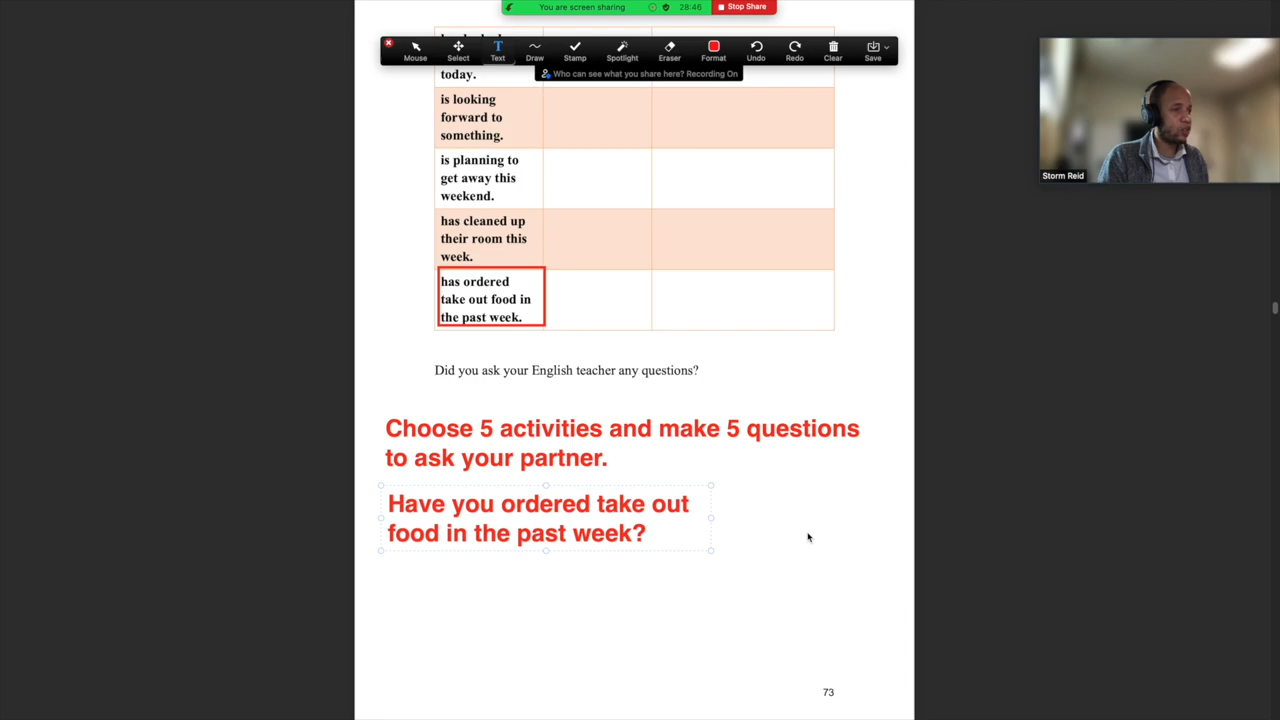 You are screen sharing
28:46
Stop Share
Mouse
Select
Text
Draw
Stamp
Spotlight
Eraser
Format
Undo
Redo
Clear
Save
Who can see what you share here? Recording On
today.
is looking
forward to
something.
is planning to
get away this
weekend.
has cleaned up
their room this
week.
has ordered
take out food in
the past week.
Did you ask your English teacher any questions?
Choose 5 activities and make 5 questions
to ask your partner.
Have you ordered take out
food in the past week?
73
Storm Reid